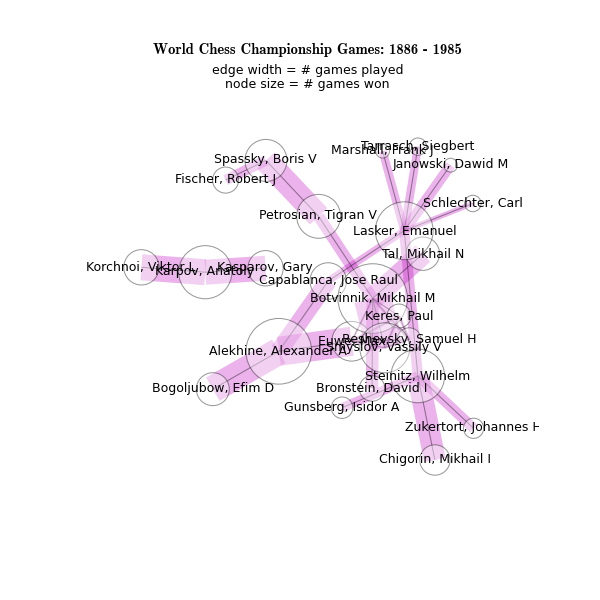 World Chess Championship Games: 1886 - 1985
edge width = # games played
node size = # games won
Tarrasch, Siegbert
Marshall, Frank J
Spassky, Boris V
Janowski, Dawid M
Fischer, Robert J
Schlechter, Carl
Petrosian, Tigran V
Lasker, Emanuel
Tal, Mikhail N
Korchnoi, Viktor L
Kasparov, Gary
Karpov, Anatoly
Capablanca, Jose Raul
Botvinnik, Mikhail M
Keres, Paul
Reshevsky, Samuel H
Euwe, Max
Smyslov, Vassily V
Alekhine, Alexander A
Steinitz, Wilhelm
Bogoljubow, Efim D
Bronstein, David I
Gunsberg, Isidor A
Zukertort, Johannes H
Chigorin, Mikhail I